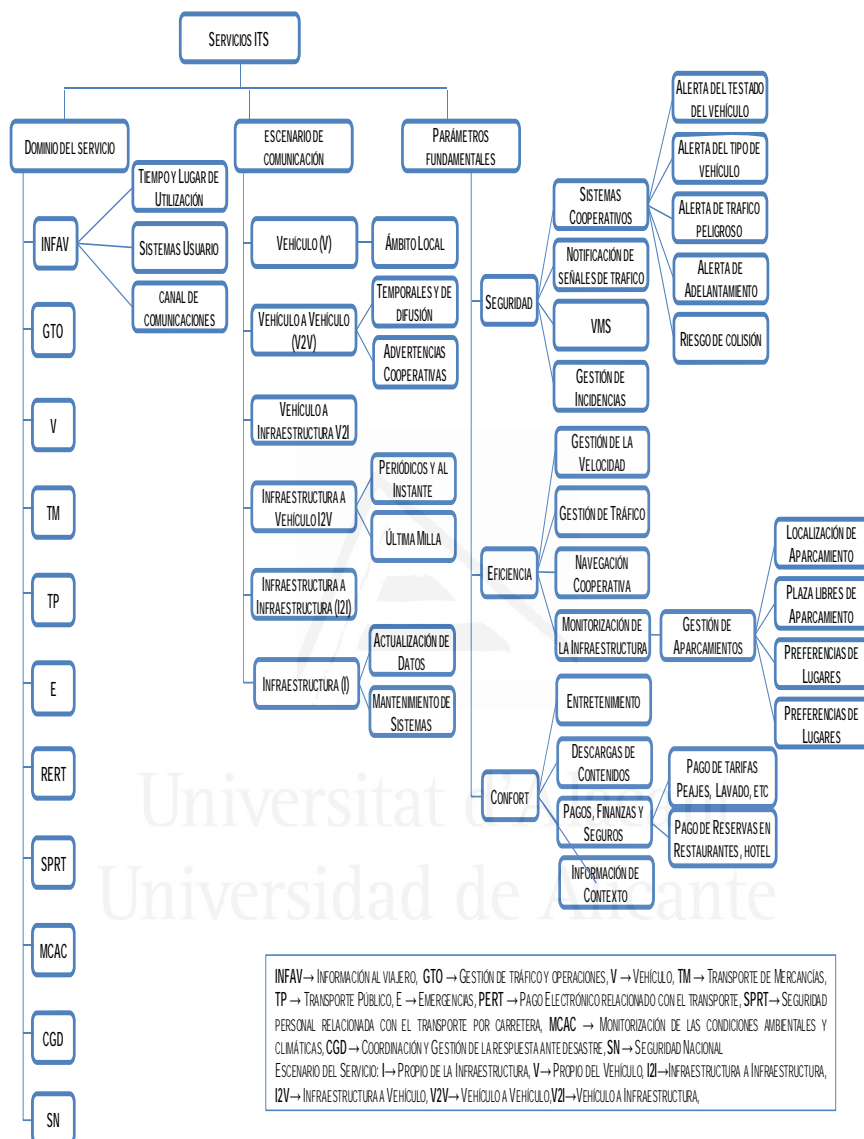 SERVICIOS ITS
DOMINIO DEL SERVICIO
ESCENARIO DE
COMUNICACIÓN
PARÁMETROS
FUNDAMENTALES
INFAV
TIEMPO Y LUGAR DE
UTILIZACIÓN
SISTEMAS USUARIO
CANAL DE
COMUNICACIONES
GTO
V
TM
TP
E
RERT
SPRT
MCAC
CGD
SN
VEHÍCULO (V)
ÁMBITO LOCAL
VEHÍCULO A VEHÍCULO
(V2V)
TEMPORALES Y DE
DIFUSIÓN
ADVERTENCIAS
COOPERATIVAS
VEHÍCULO A
INFRAESTRUCTURA V2I
INFRAESTRUCTURA A
VEHÍCULO I2V
PERIÓDICOS Y AL
INSTANTE
ÚLTIMA MILLA
INFRAESTRUCTURA A
INFRAESTRUCTURA (I2I)
INFRAESTRUCTURA (I)
ACTUALIZACIÓN DE
DATOS
MANTENIMIENTO DE
SISTEMAS
SEGURIDAD
SISTEMAS
COOPERATIVOS
ALERTA DEL TESTADO
DEL VEHÍCULO
ALERTA DEL TIPO DE
VEHÍCULO
ALERTA DE TRAFICO
PELIGROSO
ALERTA DE
ADELANTAMIENTO
RIESGO DE COLISIÓN
NOTIFICACIÓN DE
SEÑALES DE TRAFICO
VMS
GESTIÓN DE
INCIDENCIAS
EFICIENCIA
GESTIÓN DE LA
VELOCIDAD
GESTIÓN DE TRÁFICO
NAVEGACIÓN
COOPERATIVA
MONITORIZACIÓN DE
LA INFRAESTRUCTURA
GESTIÓN DE
APARCAMIENTOS
LOCALIZACIÓN DE
APARCAMIENTO
PLAZA LIBRES DE
APARCAMIENTO
PREFERENCIAS DE
LUGARES
PREFERENCIAS DE
LUGARES
CONFORT
ENTRETENIMIENTO
DESCARGAS DE
CONTENIDOS
PAGOS, FINANZAS Y
SEGUROS
PAGO DE TARIFAS
PEAJES, LAVADO, ETC
PAGO DE RESERVAS EN
RESTAURANTES, HOTEL
INFORMACIÓN DE
CONTEXTO
Universitat d'Alacant
Universidad de Alicante
INFAV → INFORMACIÓN AL VIAJERO, GTO → GESTIÓN DE TRÁFICO Y OPERACIONES, V → VEHÍCULO, TM → TRANSPORTE DE MERCANCÍAS,
TP → TRANSPORTE PÚBLICO, E → EMERGENCIAS, PERT → PAGO ELECTRÓNICO RELACIONADO CON EL TRANSPORTE, SPRT → SEGURIDAD
PERSONAL RELACIONADA CON EL TRANSPORTE POR CARRETERA, MCAC → MONITORIZACIÓN DE LAS CONDICIONES AMBIENTALES Y
CLIMÁTICAS, CGD → COORDINACIÓN Y GESTIÓN DE LA RESPUESTA ANTE DESASTRE, SN → SEGURIDAD NACIONAL
ESCENARIO DEL SERVICIO: I → PROPIO DE LA INFRAESTRUCTURA, V → PROPIO DEL VEHÍCULO, I2I → INFRAESTRUCTURA A INFRAESTRUCTURA,
I2V → INFRAESTRUCTURA A VEHÍCULO, V2V → VEHÍCULO A VEHÍCULO, V2I → VEHÍCULO A INFRAESTRUCTURA,